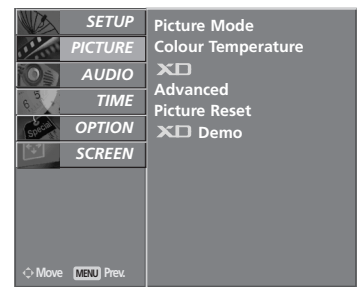 SETUP
PICTURE
AUDIO
TIME
OPTION
SCREEN
Move MENU Prev.
Picture Mode
Colour Temperature
XD
Advanced
Picture Reset
XD Demo
Special